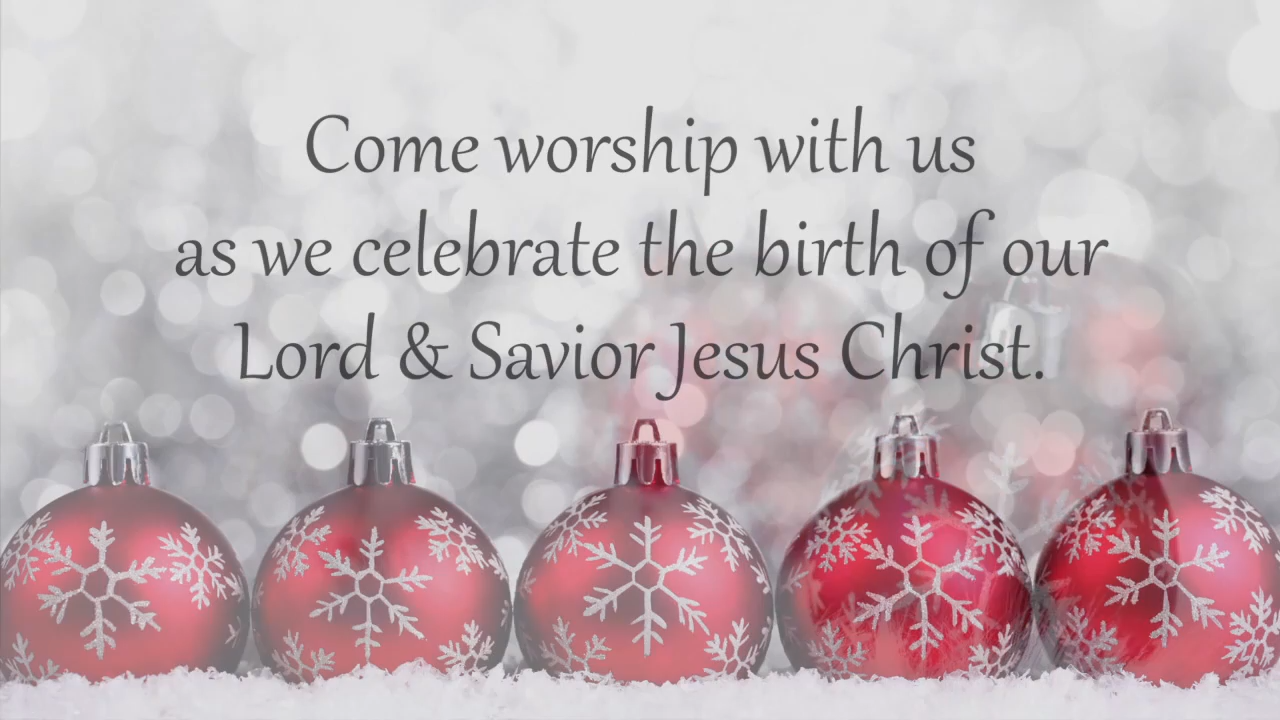 Come worship with us
as we celebrate the birth of our
Lord & Savior Jesus Christ.